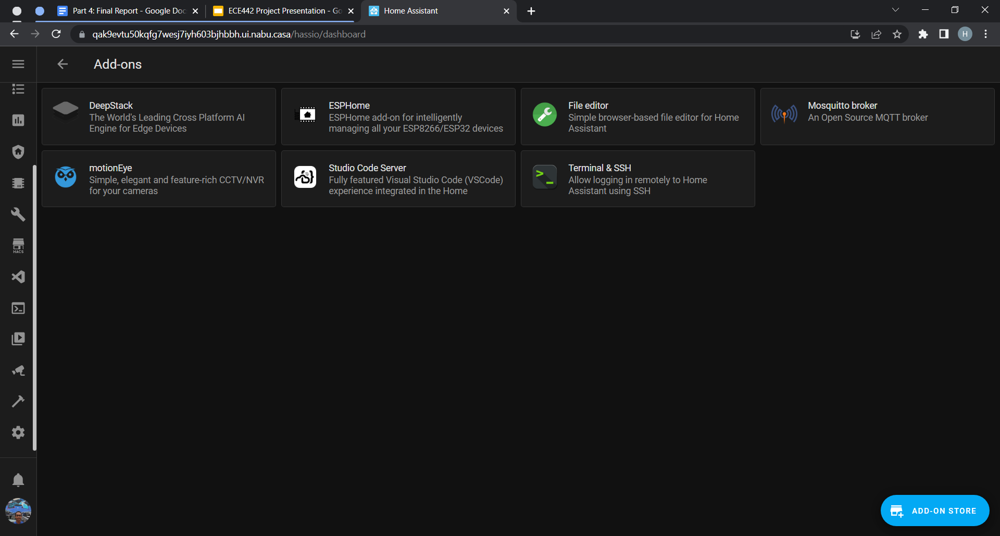 Part 4: Final Report - Google Doc
ECE442 Project Presentation - Go
Home Assistant
qak9evtu50kqfg7wesj7iyh603bjhbbh.ui.nabu.casa/hassio/dashboard
H
Add-ons
DeepStack
The World's Leading Cross Platform AI
Engine for Edge Devices
ESPHome
ESPHome add-on for intelligently
managing all your ESP8266/ESP32 devices
File editor
Simple browser-based file editor for Home
Assistant
Mosquitto broker
An Open Source MQTT broker
motionEye
Simple, elegant and feature-rich CCTV/NVR
for your cameras
Studio Code Server
Fully featured Visual Studio Code (VSCode)
experience integrated in the Home
Terminal & SSH
Allow logging in remotely to Home
Assistant using SSH
HACS
ADD-ON STORE